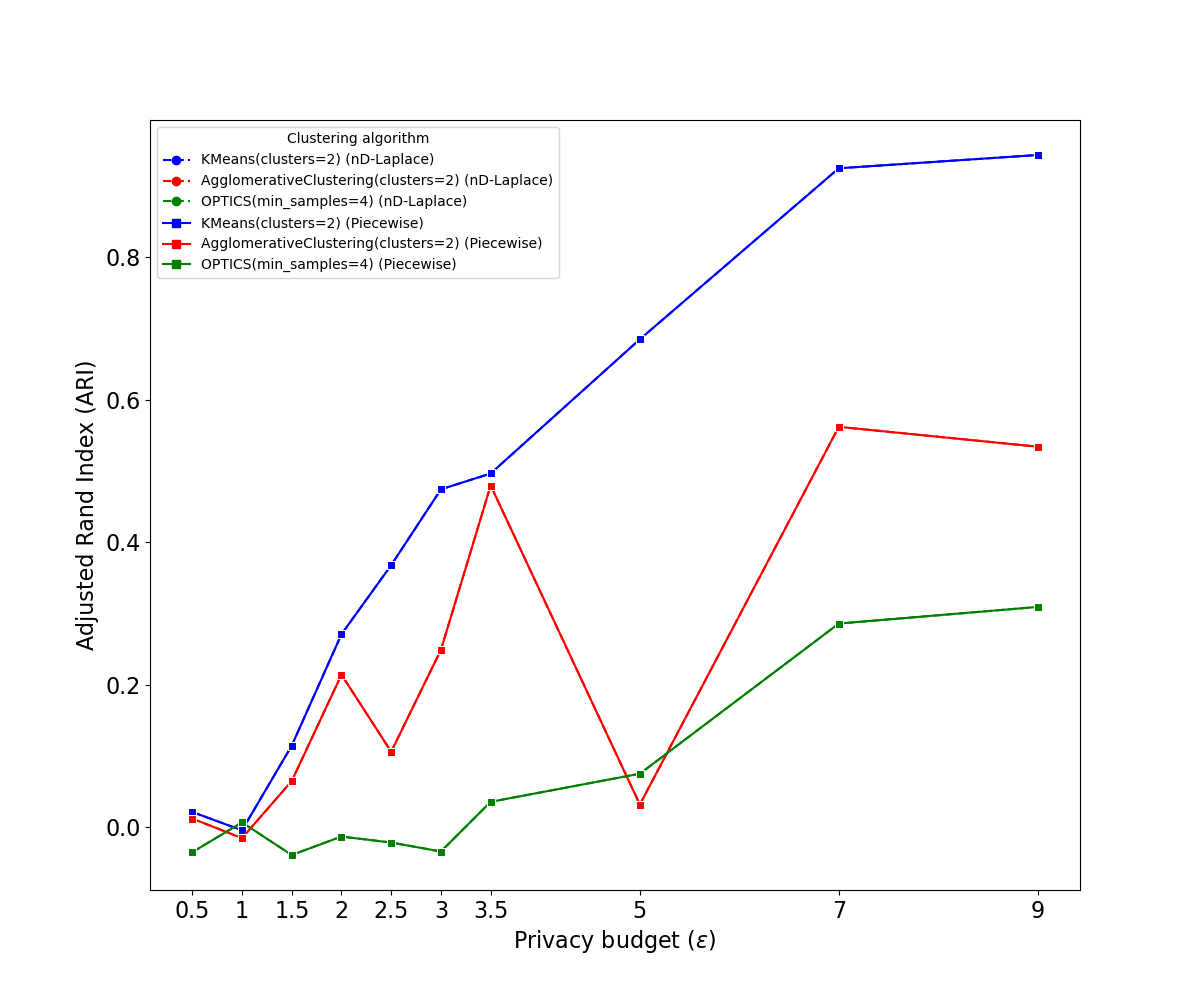 Clustering algorithm
KMeans(clusters=2) (nD-Laplace)
AgglomerativeClustering(clusters=2) (nD-Laplace)
OPTICS(min_samples=4) (nD-Laplace)
KMeans(clusters=2) (Piecewise)
AgglomerativeClustering(clusters=2) (Piecewise)
OPTICS(min_samples=4) (Piecewise)
Adjusted Rand Index (ARI)
0.8
0.6
0.4
0.2
0.0
0.5 1 1.5 2 2.5 3 3.5 5 7 9
Privacy budget (ε)